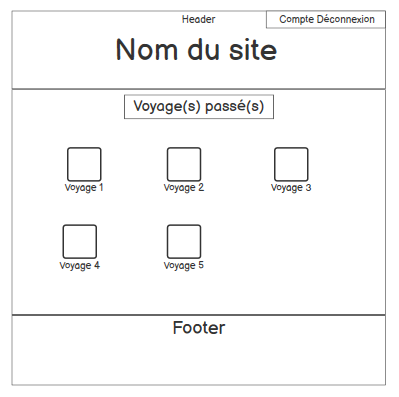 Header
Compte Déconnexion
Nom du site
Voyage(s) passé(s)
Voyage 1
Voyage 2
Voyage 3
Voyage 4
Voyage 5
Footer